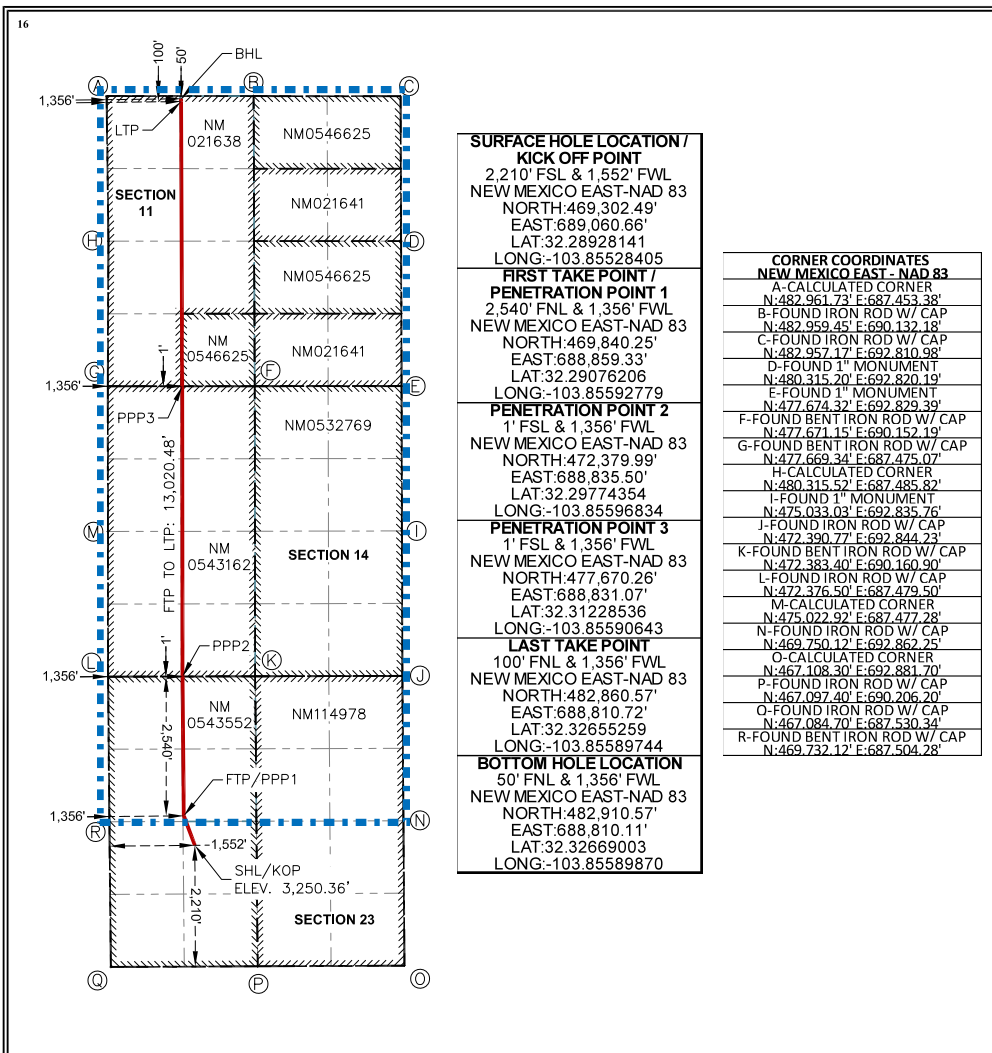 16
100'
50'
BHL
A
B
C
1,356'
LTP
NM
021638
NM0546625
SECTION
11
NM021641
H
D
NM0546625
NM
0546625
NM021641
1'
G
F
1,356'
E
PPP3
NM0532769
FTP TO LTP: 13,020.48'
M
I
NM
0543162
SECTION 14
1'
PPP2
L
K
1,356'
J
NM
0543552
NM114978
2,540'
FTP/PPP1
1,356'
R
N
1,552'
SHL/KOP
ELEV. 3,250.36'
2,210'
SECTION 23
Q
P
O
SURFACE HOLE LOCATION /
KICK OFF POINT
2,210' FSL & 1,552' FWL
NEW MEXICO EAST-NAD 83
NORTH:469,302.49'
EAST:689,060.66'
LAT:32.28928141
LONG:-103.85528405
FIRST TAKE POINT /
PENETRATION POINT 1
2,540' FNL & 1,356' FWL
NEW MEXICO EAST-NAD 83
NORTH:469,840.25'
EAST:688,859.33'
LAT:32.29076206
LONG:-103.85592779
PENETRATION POINT 2
1' FSL & 1,356' FWL
NEW MEXICO EAST-NAD 83
NORTH:472,379.99'
EAST:688,835.50'
LAT:32.29774354
LONG:-103.85596834
PENETRATION POINT 3
1' FSL & 1,356' FWL
NEW MEXICO EAST-NAD 83
NORTH:477,670.26'
EAST:688,831.07'
LAT:32.31228536
LONG:-103.85590643
LAST TAKE POINT
100' FNL & 1,356' FWL
NEW MEXICO EAST-NAD 83
NORTH:482,860.57'
EAST:688,810.72'
LAT:32.32655259
LONG:-103.85589744
BOTTOM HOLE LOCATION
50' FNL & 1,356' FWL
NEW MEXICO EAST-NAD 83
NORTH:482,910.57'
EAST:688,810.11'
LAT:32.32669003
LONG:-103.85589870
CORNER COORDINATES
NEW MEXICO EAST - NAD 83
A-CALCULATED CORNER
N:482,961.73' E:687,453.38'
B-FOUND IRON ROD W/ CAP
N:482,959.45' E:690,132.18'
C-FOUND IRON ROD W/ CAP
N:482,957.17' E:692,810.98'
D-FOUND 1" MONUMENT
N:480,315.20' E:692,820.19'
E-FOUND 1" MONUMENT
N:477,674.32' E:692,829.39'
F-FOUND BENT IRON ROD W/ CAP
N:477,671.15' E:690,152.19'
G-FOUND BENT IRON ROD W/ CAP
N:477,669.34' E:687,475.07'
H-CALCULATED CORNER
N:480,315.52' E:687,485.82'
I-FOUND 1" MONUMENT
N:475,033.03' E:692,835.76'
J-FOUND IRON ROD W/ CAP
N:472,390.77' E:692,844.23'
K-FOUND BENT IRON ROD W/ CAP
N:472,383.40' E:690,160.90'
L-FOUND IRON ROD W/ CAP
N:472,376.50' E:687,479.50'
M-CALCULATED CORNER
N:475,022.92' E:687,477.28'
N-FOUND IRON ROD W/ CAP
N:469,750.12' E:692,862.25'
O-CALCULATED CORNER
N:467,108.30' E:692,881.70'
P-FOUND IRON ROD W/ CAP
N:467,097.40' E:690,206.20'
Q-FOUND IRON ROD W/ CAP
N:467,084.70' E:687,530.34'
R-FOUND BENT IRON ROD W/ CAP
N:469,732.12' E:687,504.28'